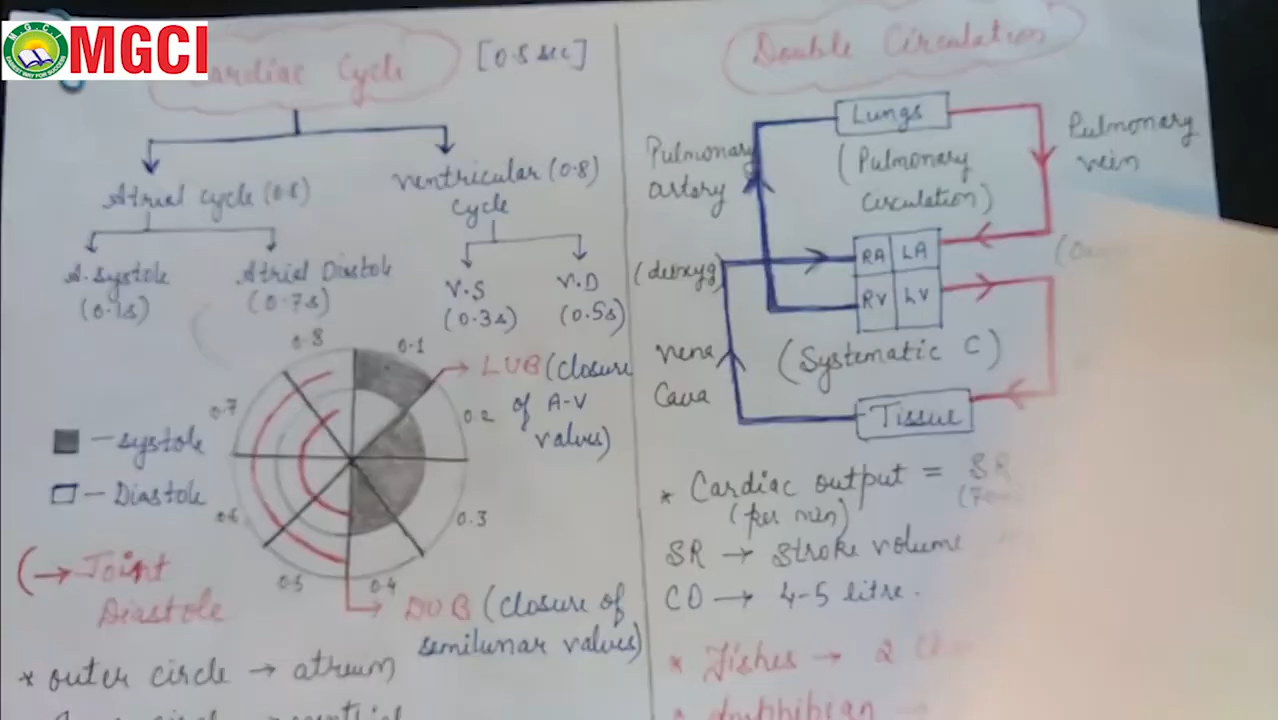 MGCI
Cardiac Cycle [0.8 sec]
Atrial cycle (0.8)
ventricular (0.8)
cycle
A. Systole
(0.1s)
Atrial Diastole
(0.7s)
V.S
(0.3s)
V.D
(0.5s)
0.8
0.1
0.2
0.3
0.4
0.5
0.6
0.7
LUB (closure
of A-V
valves)
- systole
- Diastole
(→ Joint
Diastole
DUB (closure of
semilunar valves)
* outer circle → atrium
Double Circulation
Lungs
Pulmonary
artery
(Pulmonary
circulation)
Pulmonary
vein
(deoxyg)
RA LA
RV LV
vena
Cava
(Systematic C)
Tissue
* Cardiac output = SR
(per min)
SR → stroke volume
CO → 4-5 litre.
* Fishes → 2
* Amphibian →